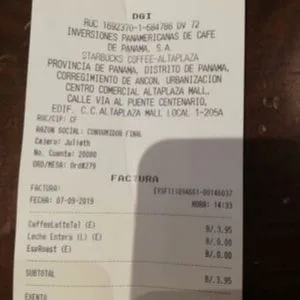 DGI
RUC 1692370-1-684786 DV 72
INVERSIONES PANAMERICANAS DE CAFE
DE PANAMA, S.A.
STARBUCKS COFFEE-ALTAPLAZA
PROVINCIA DE PANAMA, DISTRITO DE PANAMA,
CORREGIMIENTO DE ANCON, URBANIZACION
CENTRO COMERCIAL ALTAPLAZA MALL,
CALLE VIA AL PUENTE CENTENARIO,
EDIF. C.C.ALTAPLAZA MALL LOCAL 1-205A
RUC/CIP: CF
RAZON SOCIAL: CONSUMIDOR FINAL
Cajero: Julieth
No. Cuenta: 20080
ORD/MESA: Ord#279
FACTURA
FACTURA:
FECHA: 07-09-2019 HORA: 14:33
CoffeeLatteTal (E) B/.3.95
Leche Entera (L) (E) B/.0.00
EspRoast (E) B/.0.00
SUBTOTAL B/.3.95
EXENTO